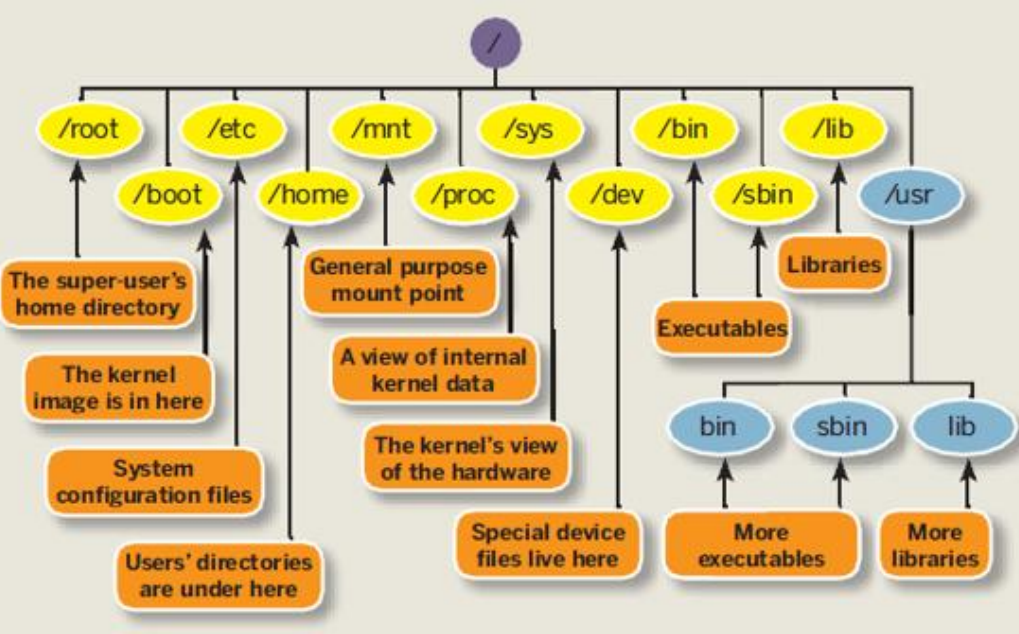 /
/root
/etc
/mnt
/sys
/bin
/lib
/boot
/home
/proc
/dev
/sbin
/usr
The super-user's
home directory
General purpose
mount point
Libraries
Executables
The kernel
image is in here
A view of internal
kernel data
The kernel's view
of the hardware
bin
sbin
lib
System
configuration files
Special device
files live here
More
executables
More
libraries
Users' directories
are under here